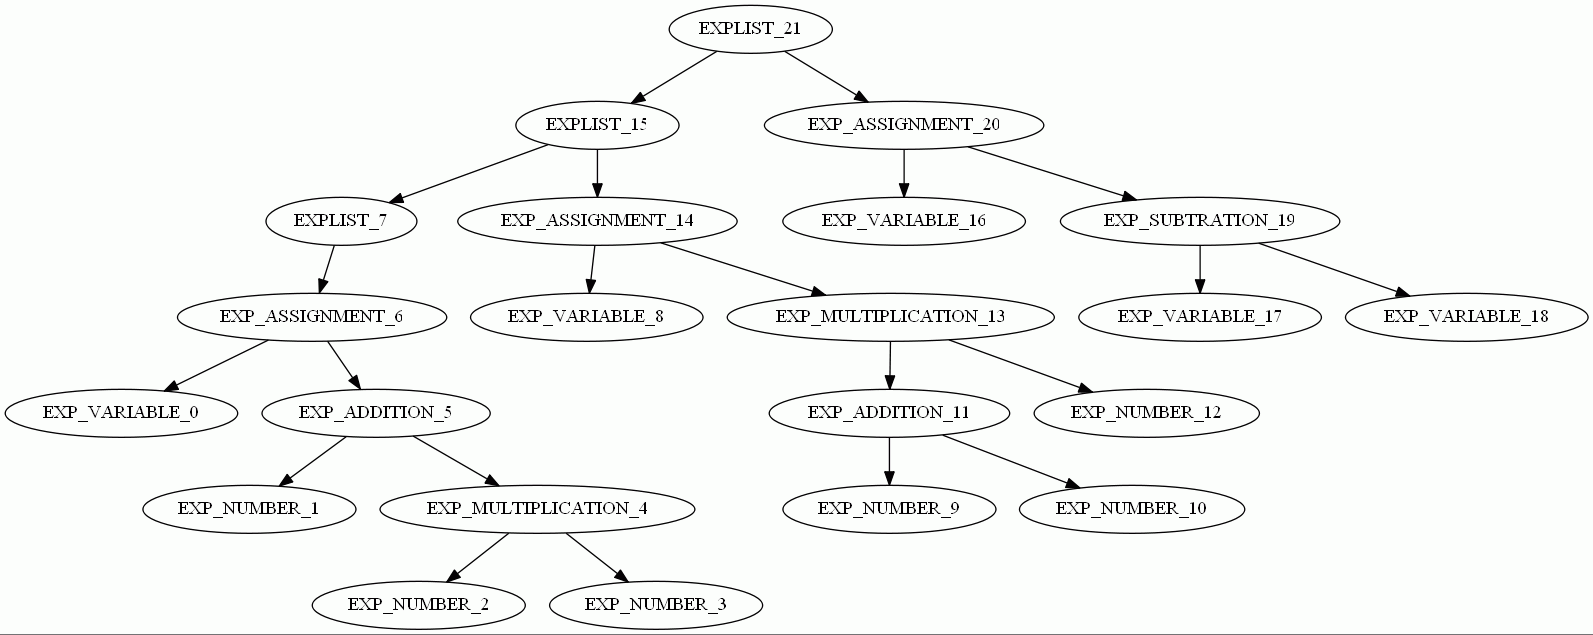 EXPLIST_21
EXPLIST_15
EXP_ASSIGNMENT_20
EXPLIST_7
EXP_ASSIGNMENT_14
EXP_VARIABLE_16
EXP_SUBTRATION_19
EXP_ASSIGNMENT_6
EXP_VARIABLE_8
EXP_MULTIPLICATION_13
EXP_VARIABLE_17
EXP_VARIABLE_18
EXP_VARIABLE_0
EXP_ADDITION_5
EXP_ADDITION_11
EXP_NUMBER_12
EXP_NUMBER_1
EXP_MULTIPLICATION_4
EXP_NUMBER_9
EXP_NUMBER_10
EXP_NUMBER_2
EXP_NUMBER_3